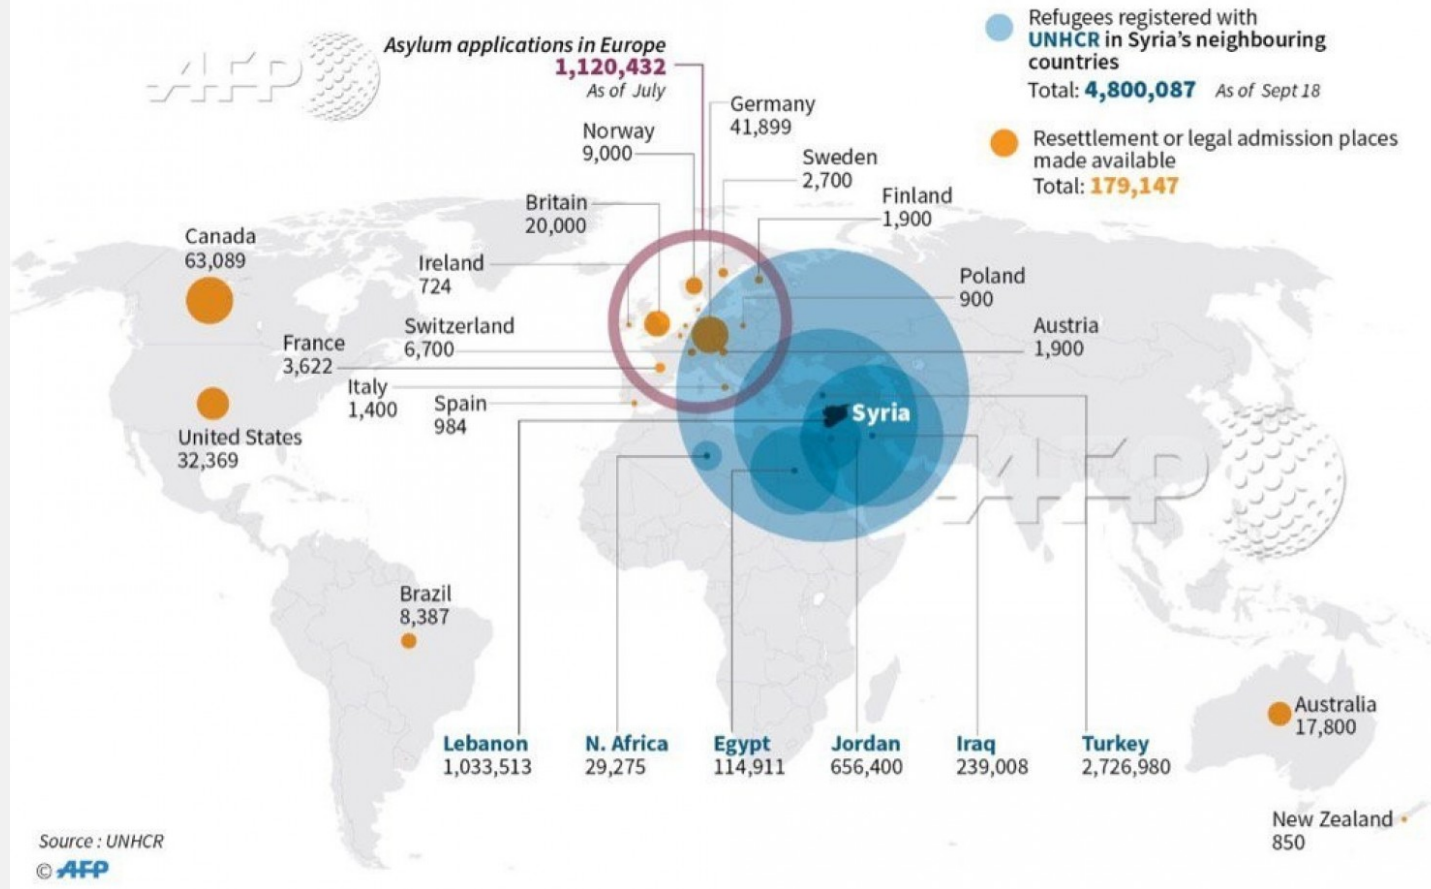 Asylum applications in Europe
1,120,432
As of July
Refugees registered with
UNHCR in Syria's neighbouring
countries
Total: 4,800,087 As of Sept 18
Resettlement or legal admission places
made available
Total: 179,147
AFP
Germany
41,899
Norway
9,000
Sweden
2,700
Britain
20,000
Finland
1,900
Canada
63,089
Ireland
724
Poland
900
Switzerland
6,700
Austria
1,900
France
3,622
Italy
1,400
Spain
984
Syria
United States
32,369
AFP
Brazil
8,387
Australia
17,800
Lebanon
1,033,513
N. Africa
29,275
Egypt
114,911
Jordan
656,400
Iraq
239,008
Turkey
2,726,980
New Zealand
850
Source : UNHCR
© AFP